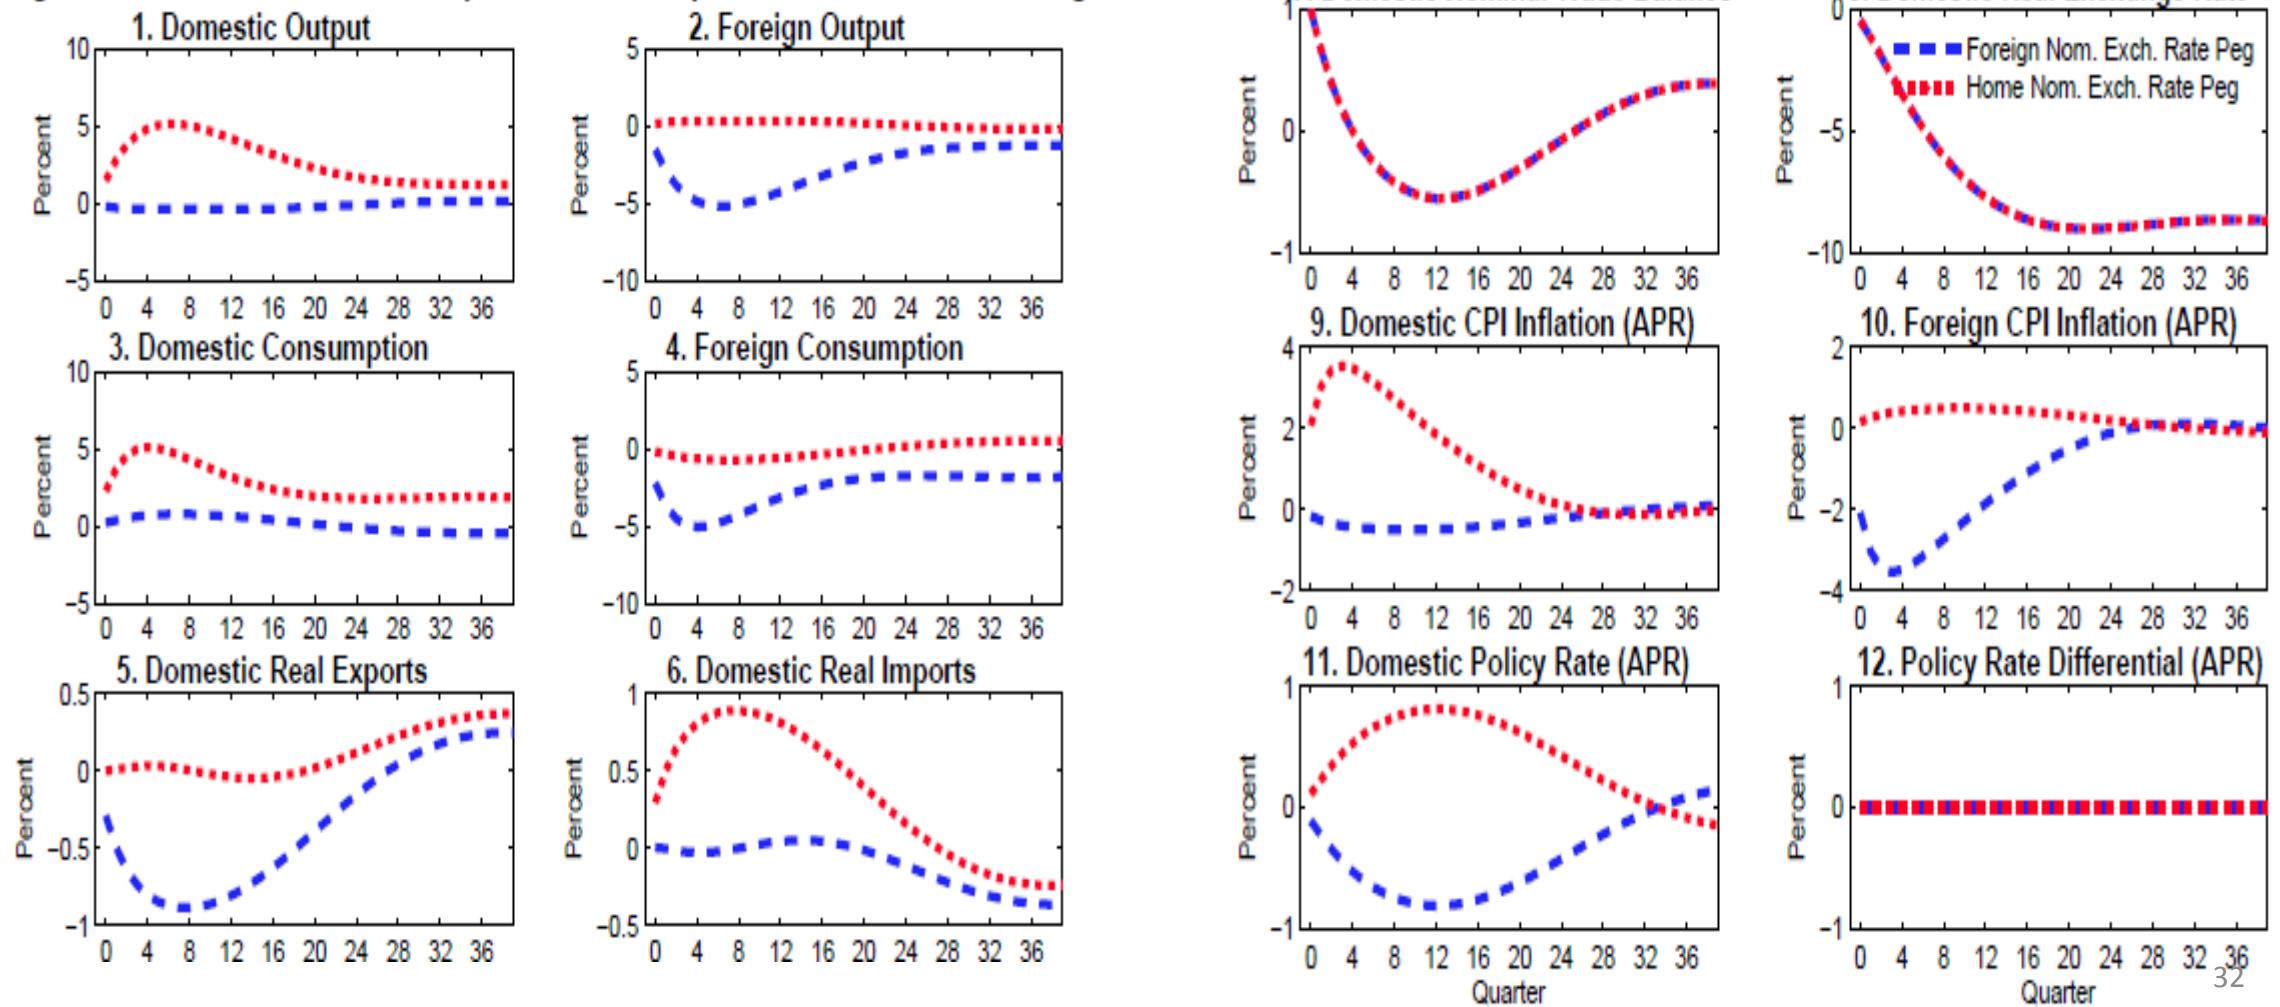 1. Domestic Output
10
5
0
−5
Percent
0 4 8 12 16 20 24 28 32 36
2. Foreign Output
5
0
−5
−10
Percent
0 4 8 12 16 20 24 28 32 36
3. Domestic Consumption
10
5
0
−5
Percent
0 4 8 12 16 20 24 28 32 36
4. Foreign Consumption
5
0
−5
−10
Percent
0 4 8 12 16 20 24 28 32 36
5. Domestic Real Exports
0.5
0
−0.5
−1
Percent
0 4 8 12 16 20 24 28 32 36
6. Domestic Real Imports
1
0.5
0
−0.5
Percent
0 4 8 12 16 20 24 28 32 36
1
0
−1
Percent
0 4 8 12 16 20 24 28 32 36
0
−5
−10
Percent
Foreign Nom. Exch. Rate Peg
Home Nom. Exch. Rate Peg
0 4 8 12 16 20 24 28 32 36
9. Domestic CPI Inflation (APR)
4
2
0
−2
Percent
0 4 8 12 16 20 24 28 32 36
10. Foreign CPI Inflation (APR)
2
0
−2
−4
Percent
0 4 8 12 16 20 24 28 32 36
11. Domestic Policy Rate (APR)
1
0
−1
Percent
0 4 8 12 16 20 24 28 32 36
Quarter
12. Policy Rate Differential (APR)
1
0
−1
Percent
0 4 8 12 16 20 24 28 32 36
Quarter
32